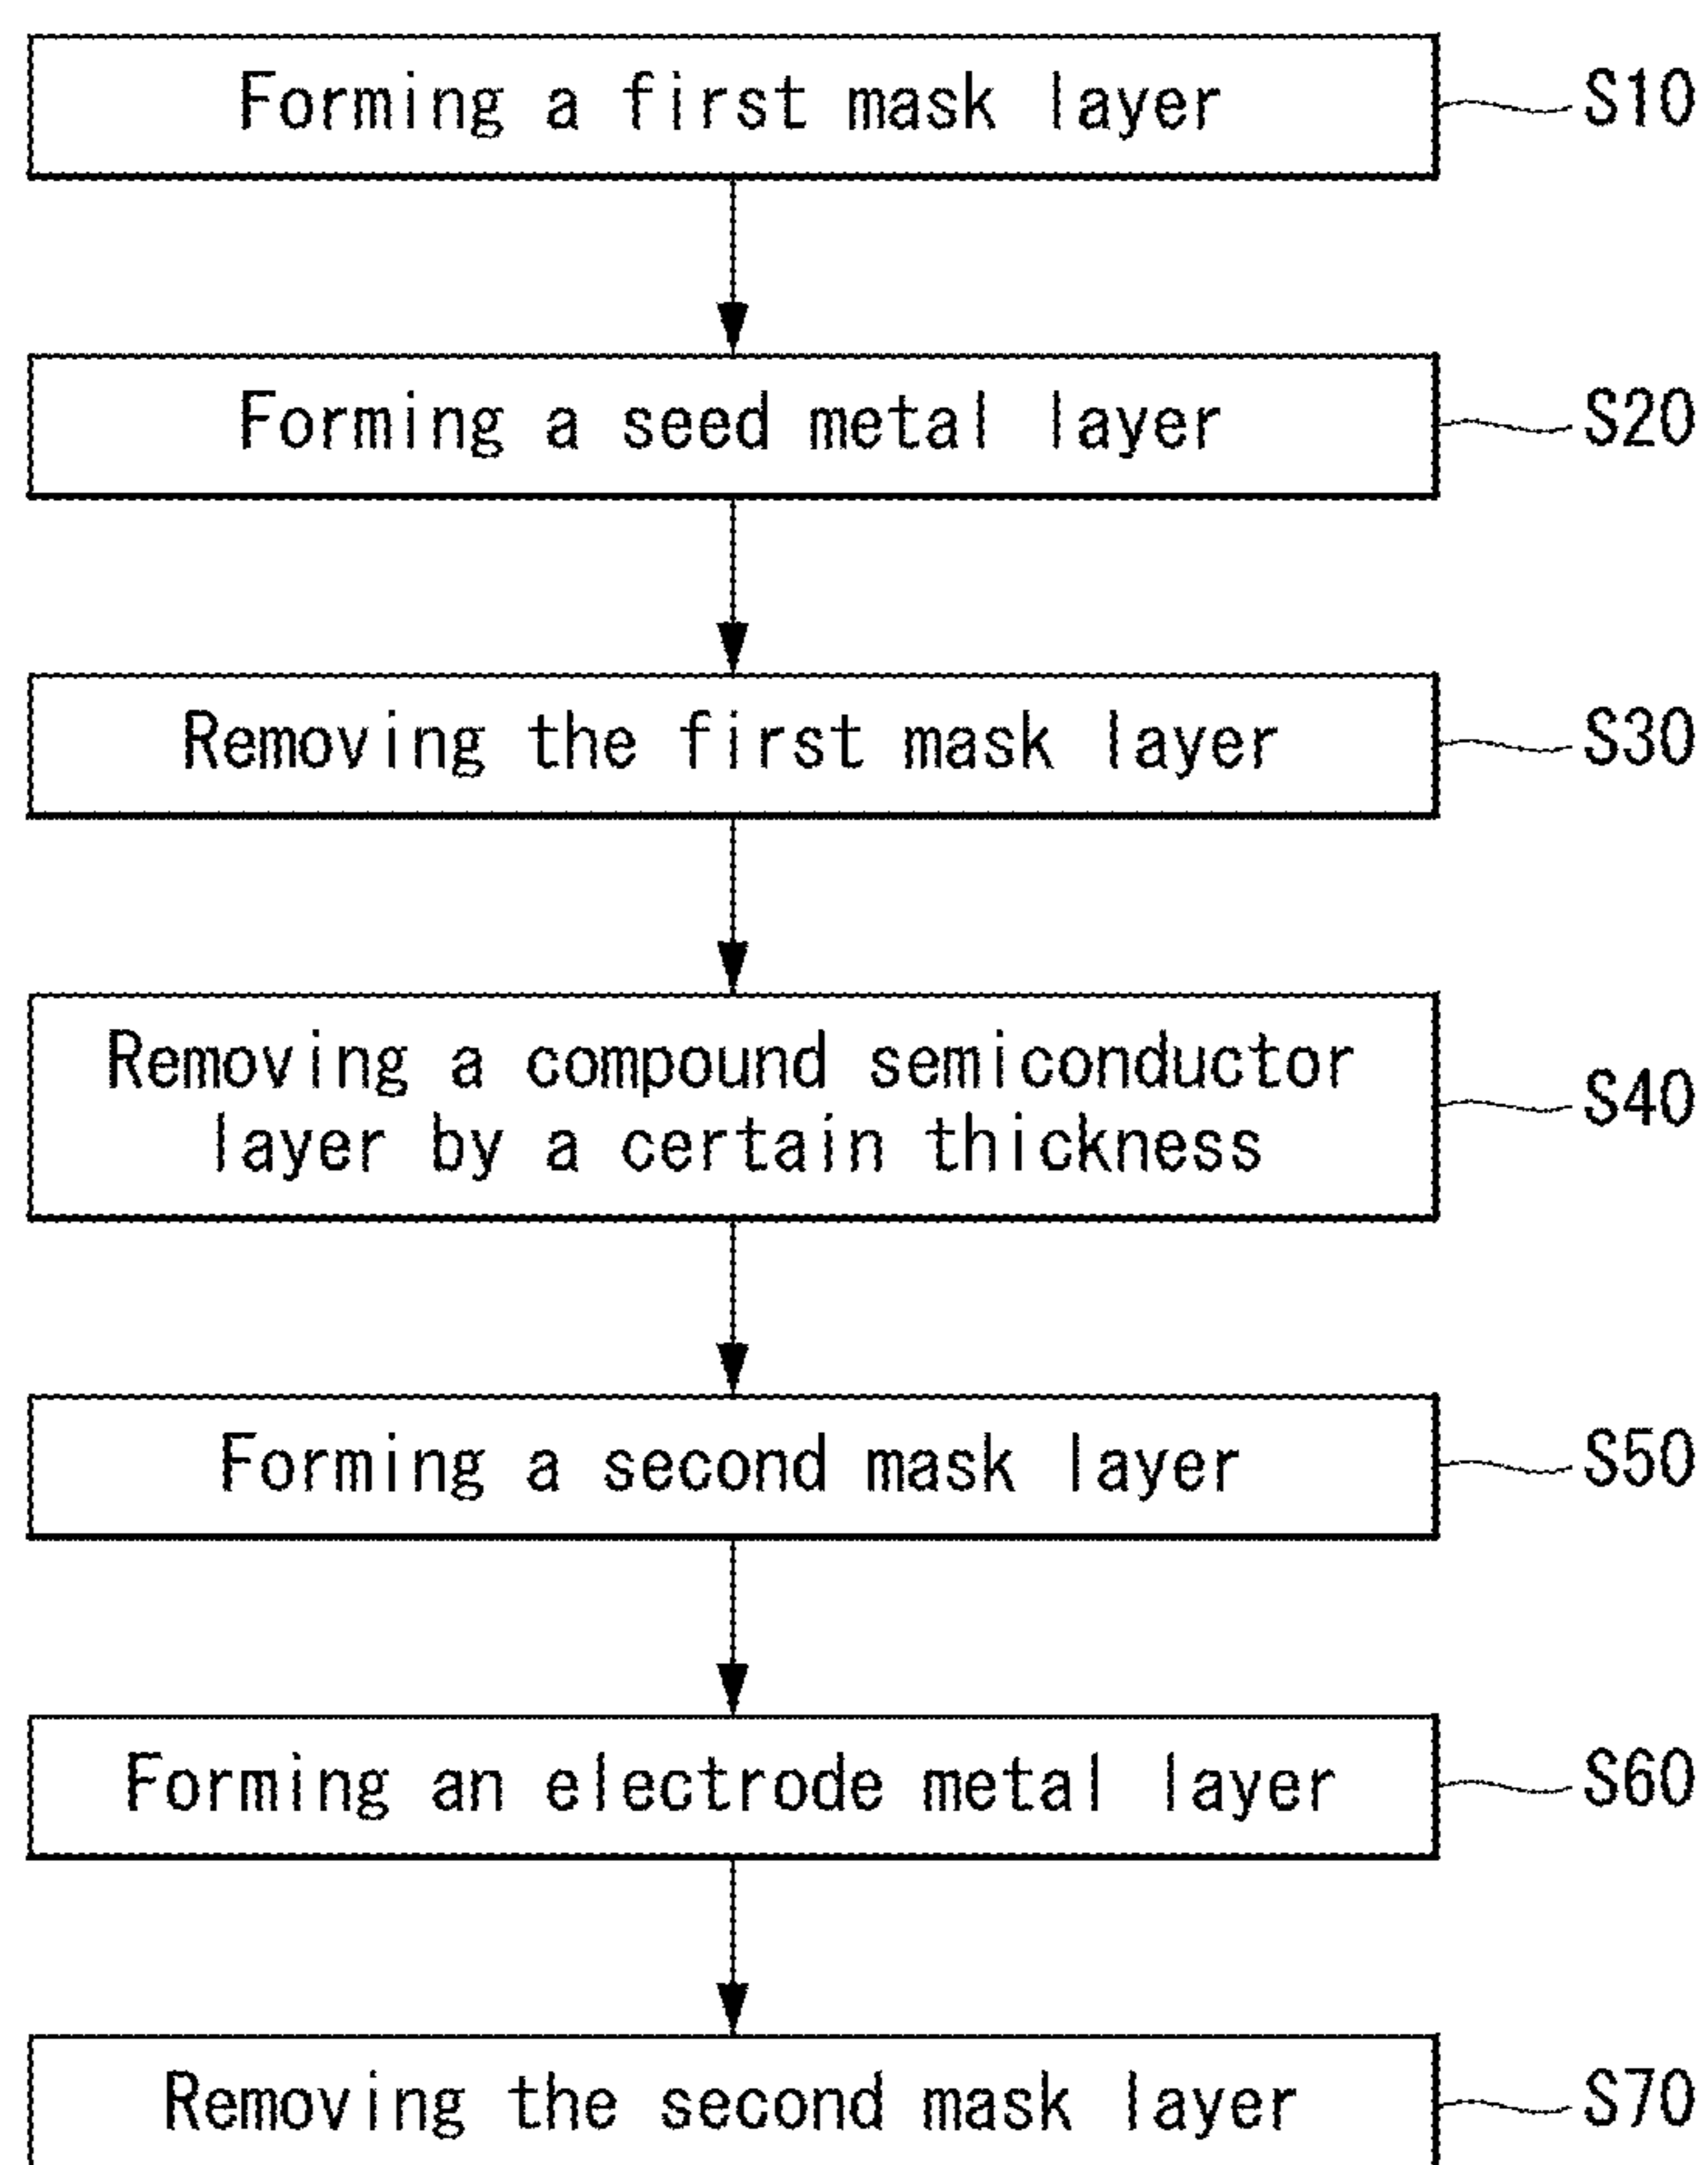 Forming a first mask layer S10
Forming a seed metal layer S20
Removing the first mask layer S30
Removing a compound semiconductor
layer by a certain thickness S40
Forming a second mask layer S50
Forming an electrode metal layer S60
Removing the second mask layer S70